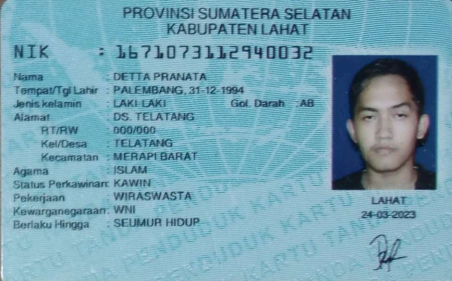 PROVINSI SUMATERA SELATAN
KABUPATEN LAHAT
NIK : 1671073112940032
Nama : DETTA PRANATA
Tempat/Tgl Lahir : PALEMBANG, 31-12-1994
Jenis kelamin : LAKI-LAKI Gol. Darah : AB
Alamat : DS. TELATANG
RT/RW : 000/000
Kel/Desa : TELATANG
Kecamatan : MERAPI BARAT
Agama : ISLAM
Status Perkawinan: KAWIN
Pekerjaan : WIRASWASTA
Kewarganegaraan: WNI
Berlaku Hingga : SEUMUR HIDUP
LAHAT
24-03-2023